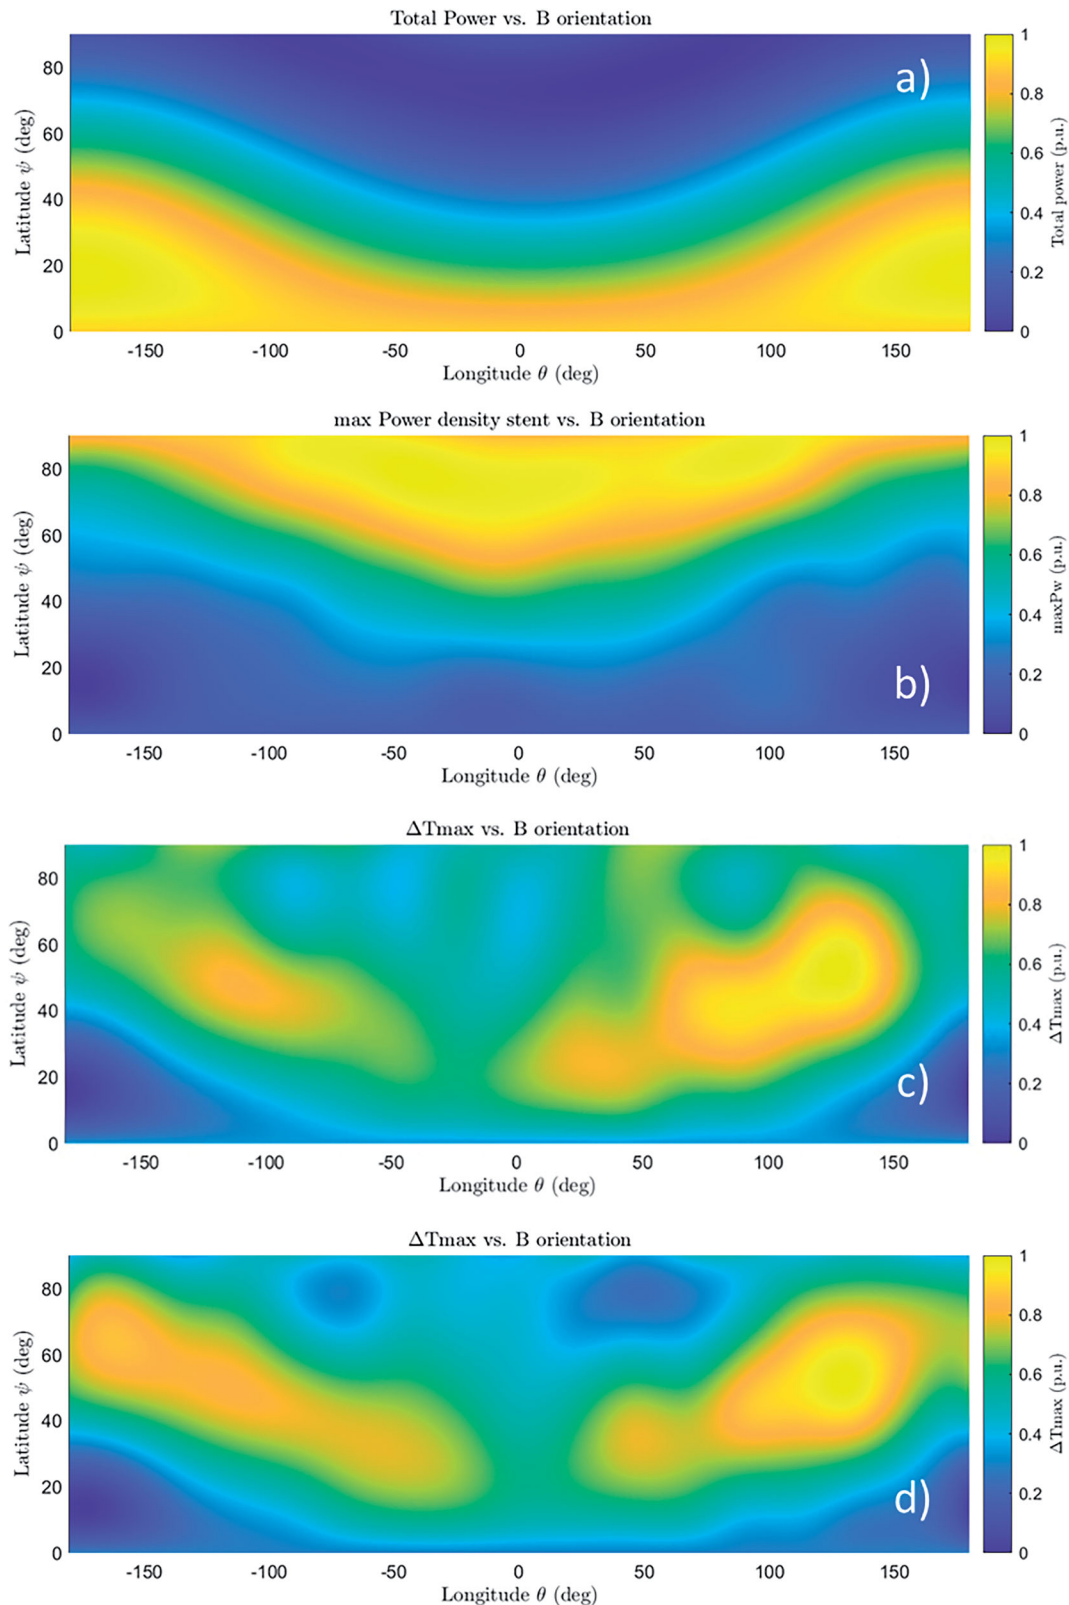 Total Power vs. B orientation
a)
80
60
40
20
0
Latitude ψ (deg)
-150 -100 -50 0 50 100 150
Longitude θ (deg)
1
0.8
0.6
0.4
0.2
0
Total power (p.u.)
max Power density stent vs. B orientation
80
60
40
20
0
Latitude ψ (deg)
b)
-150 -100 -50 0 50 100 150
Longitude θ (deg)
1
0.8
0.6
0.4
0.2
0
maxPw (p.u.)
ΔTmax vs. B orientation
80
60
40
20
0
Latitude ψ (deg)
c)
-150 -100 -50 0 50 100 150
Longitude θ (deg)
1
0.8
0.6
0.4
0.2
0
ΔTmax (p.u.)
ΔTmax vs. B orientation
80
60
40
20
0
Latitude ψ (deg)
d)
-150 -100 -50 0 50 100 150
Longitude θ (deg)
1
0.8
0.6
0.4
0.2
0
ΔTmax (p.u.)